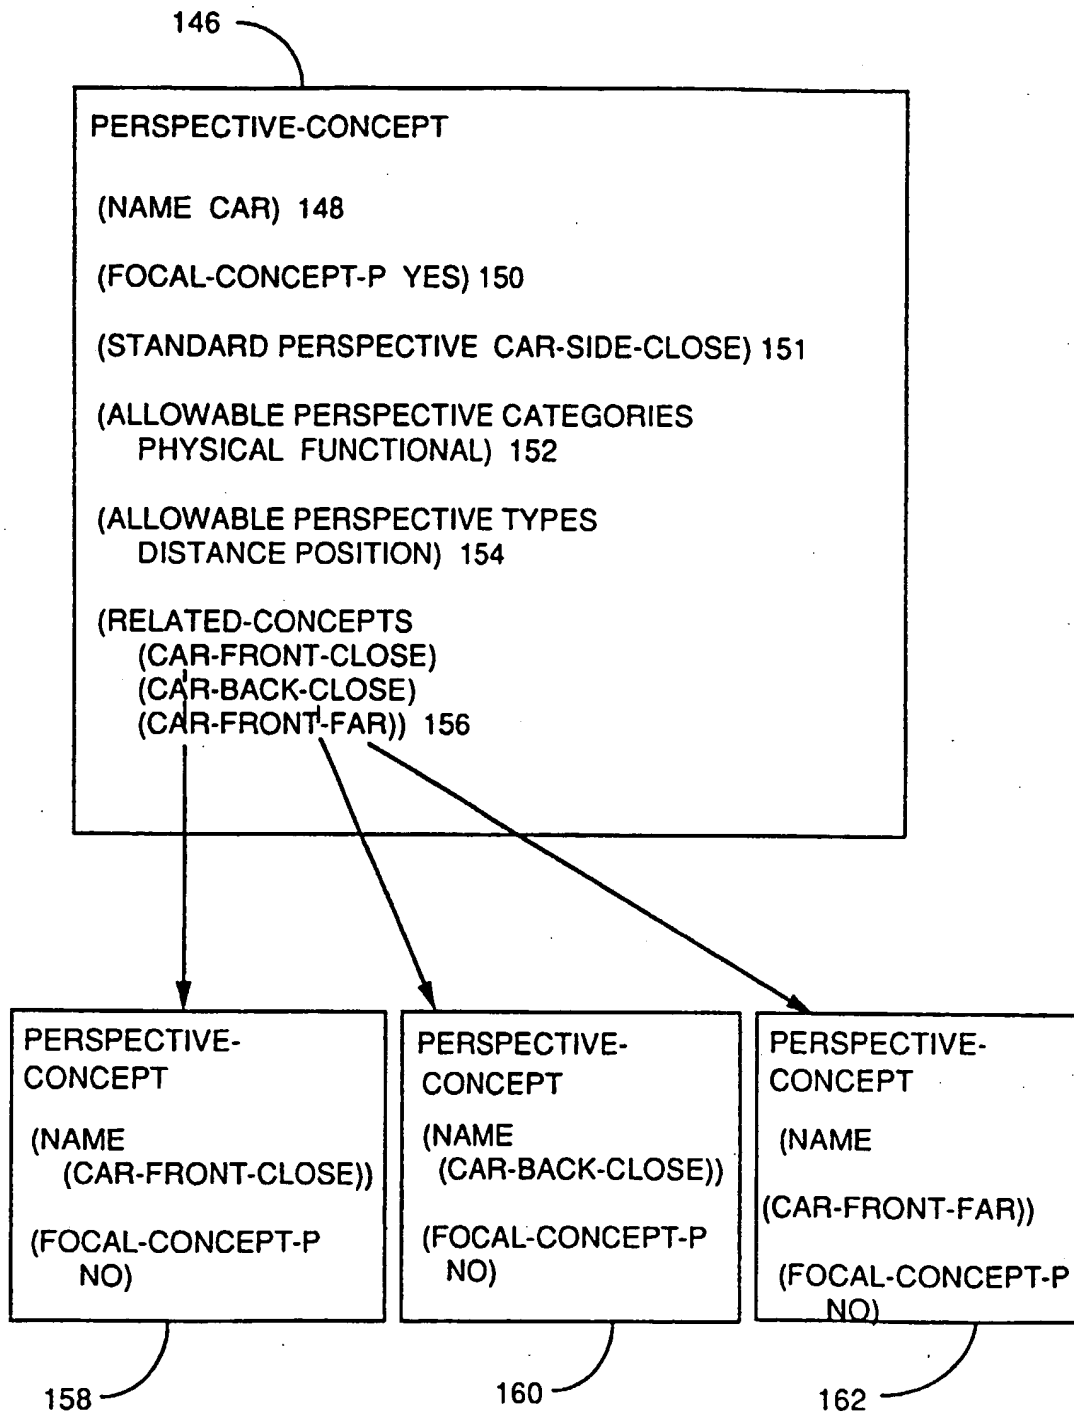 146
PERSPECTIVE-CONCEPT
(NAME CAR) 148
(FOCAL-CONCEPT-P YES) 150
(STANDARD PERSPECTIVE CAR-SIDE-CLOSE) 151
(ALLOWABLE PERSPECTIVE CATEGORIES
PHYSICAL FUNCTIONAL) 152
(ALLOWABLE PERSPECTIVE TYPES
DISTANCE POSITION) 154
(RELATED-CONCEPTS
(CAR-FRONT-CLOSE)
(CAR-BACK-CLOSE)
(CAR-FRONT-FAR)) 156
PERSPECTIVE-
CONCEPT
(NAME
(CAR-FRONT-CLOSE))
(FOCAL-CONCEPT-P
NO)
158
PERSPECTIVE-
CONCEPT
(NAME
(CAR-BACK-CLOSE))
(FOCAL-CONCEPT-P
NO)
160
PERSPECTIVE-
CONCEPT
(NAME
(CAR-FRONT-FAR))
(FOCAL-CONCEPT-P
NO)
162